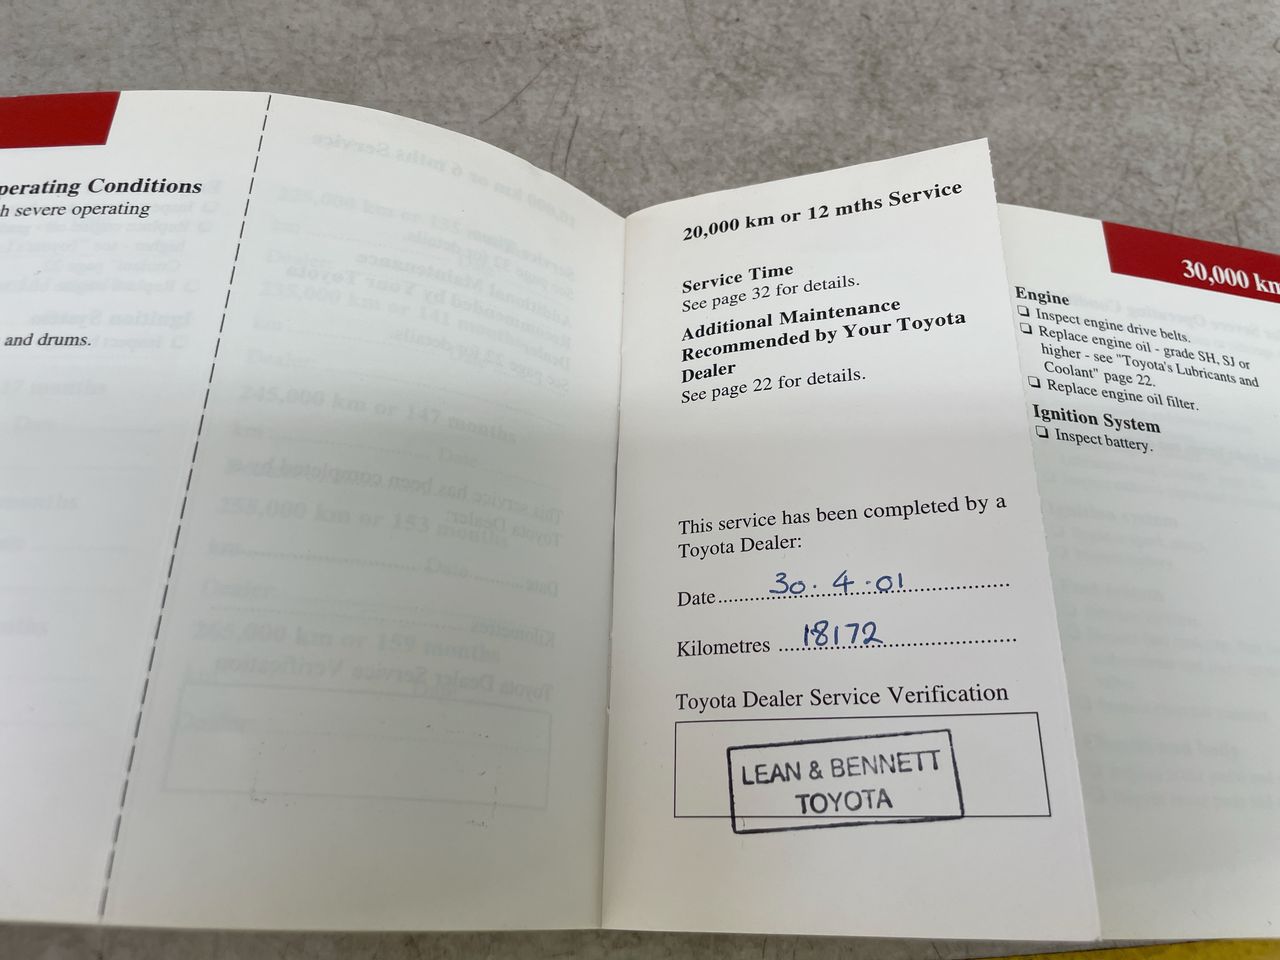 perating Conditions
h severe operating
and drums.
20,000 km or 12 mths Service
Service Time
See page 32 for details.
Additional Maintenance
Recommended by Your Toyota
Dealer
See page 22 for details.
This service has been completed by a
Toyota Dealer:
Date 30.4.01
Kilometres 18172
Toyota Dealer Service Verification
LEAN & BENNETT
TOYOTA
30,000 km
Engine
❏ Inspect engine drive belts.
❏ Replace engine oil - grade SH, SJ or
higher - see "Toyota's Lubricants and
Coolant" page 22.
❏ Replace engine oil filter.
Ignition System
❏ Inspect battery.